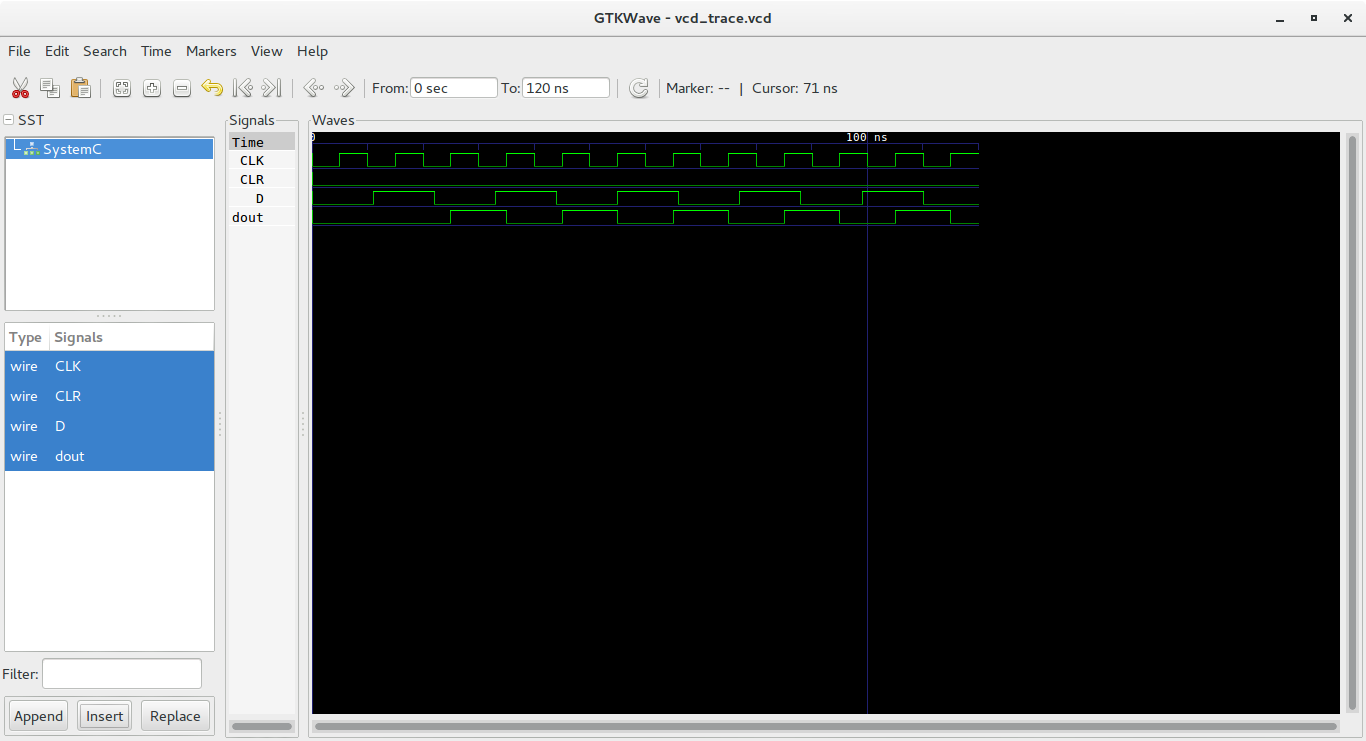 GTKWave - vcd_trace.vcd
File Edit Search Time Markers View Help
From: 0 sec To: 120 ns Marker: -- | Cursor: 71 ns
SST
SystemC
Type Signals
wire CLK
wire CLR
wire D
wire dout
Filter:
Append Insert Replace
Signals
Time
CLK
CLR
D
dout
Waves
0 100 ns